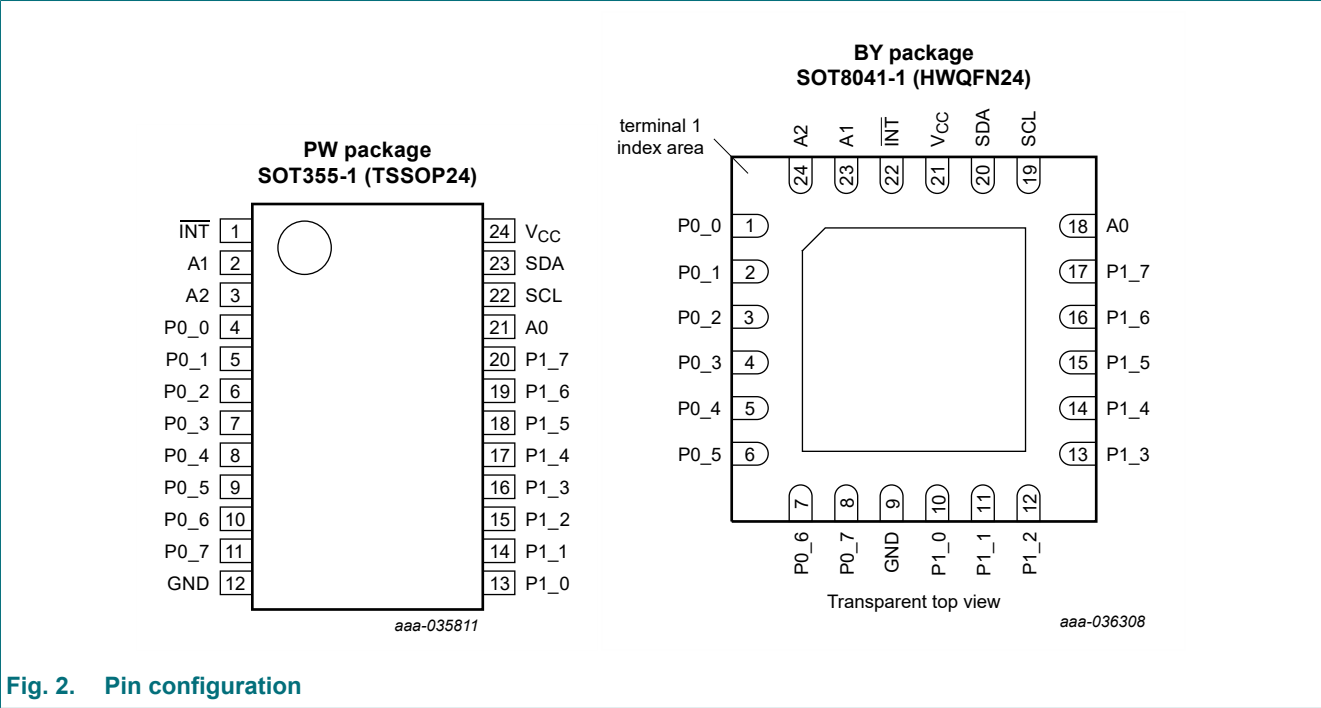 PW package
SOT355-1 (TSSOP24)
INT 1
A1 2
A2 3
P0_0 4
P0_1 5
P0_2 6
P0_3 7
P0_4 8
P0_5 9
P0_6 10
P0_7 11
GND 12
24 VCC
23 SDA
22 SCL
21 A0
20 P1_7
19 P1_6
18 P1_5
17 P1_4
16 P1_3
15 P1_2
14 P1_1
13 P1_0
aaa-035811
BY package
SOT8041-1 (HWQFN24)
terminal 1
index area
A2 A1 INT VCC SDA SCL
24 23 22 21 20 19
P0_0 1
P0_1 2
P0_2 3
P0_3 4
P0_4 5
P0_5 6
18 A0
17 P1_7
16 P1_6
15 P1_5
14 P1_4
13 P1_3
7 8 9 10 11 12
P0_6 P0_7 GND P1_0 P1_1 P1_2
Transparent top view
aaa-036308
Fig. 2. Pin configuration